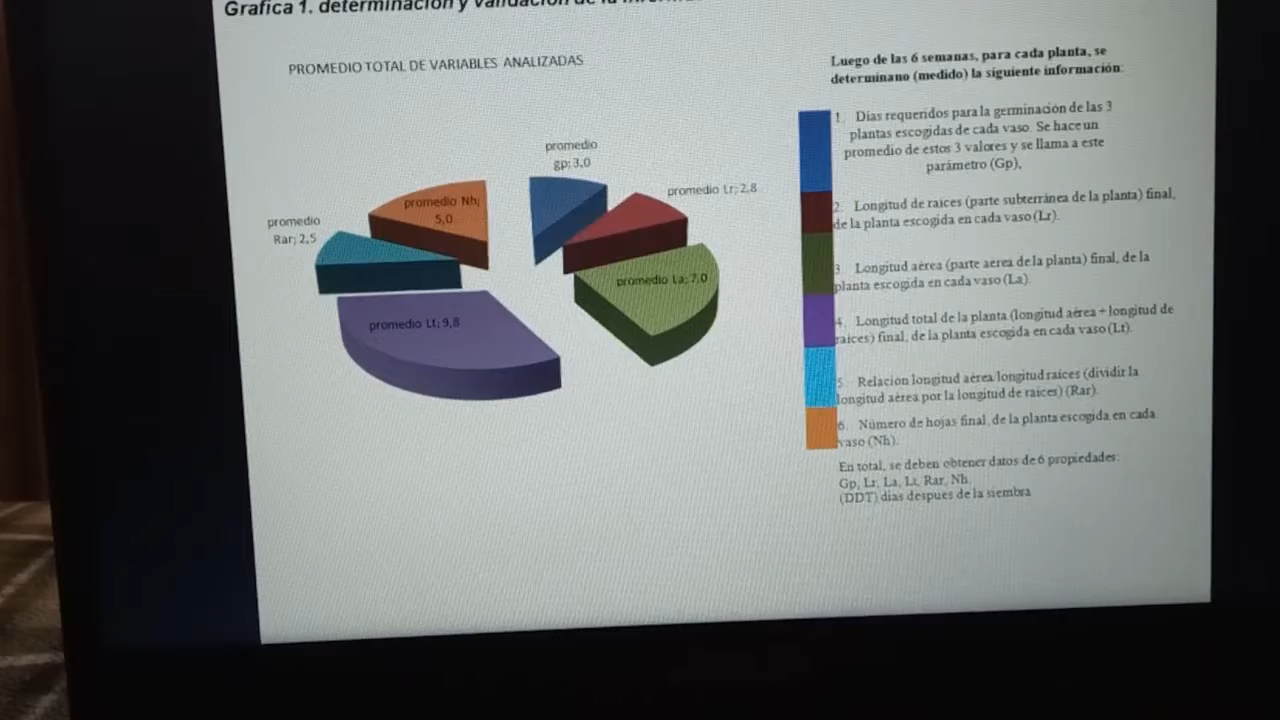 Grafica 1. determinación y validación de la
PROMEDIO TOTAL DE VARIABLES ANALIZADAS
promedio
gp; 3,0
promedio Lr; 2,8
promedio La; 7,0
promedio Lt; 9,8
promedio
Rar; 2,5
promedio Nh;
5,0
Luego de las 6 semanas, para cada planta, se
determinano (medido) la siguiente información:
1. Días requeridos para la germinación de las 3
plantas escogidas de cada vaso. Se hace un
promedio de estos 3 valores y se llama a este
parámetro (Gp),
2. Longitud de raíces (parte subterránea de la planta) final,
de la planta escogida en cada vaso (Lr).
3. Longitud aérea (parte aerea de la planta) final, de la
planta escogida en cada vaso (La).
4. Longitud total de la planta (longitud aérea + longitud de
raíces) final, de la planta escogida en cada vaso (Lt).
5. Relación longitud aérea/longitud raíces (dividir la
longitud aérea por la longitud de raíces) (Rar).
6. Número de hojas final, de la planta escogida en cada
vaso (Nh).
En total, se deben obtener datos de 6 propiedades:
Gp, Lr, La, Lt, Rar, Nh.
(DDT) dias despues de la siembra